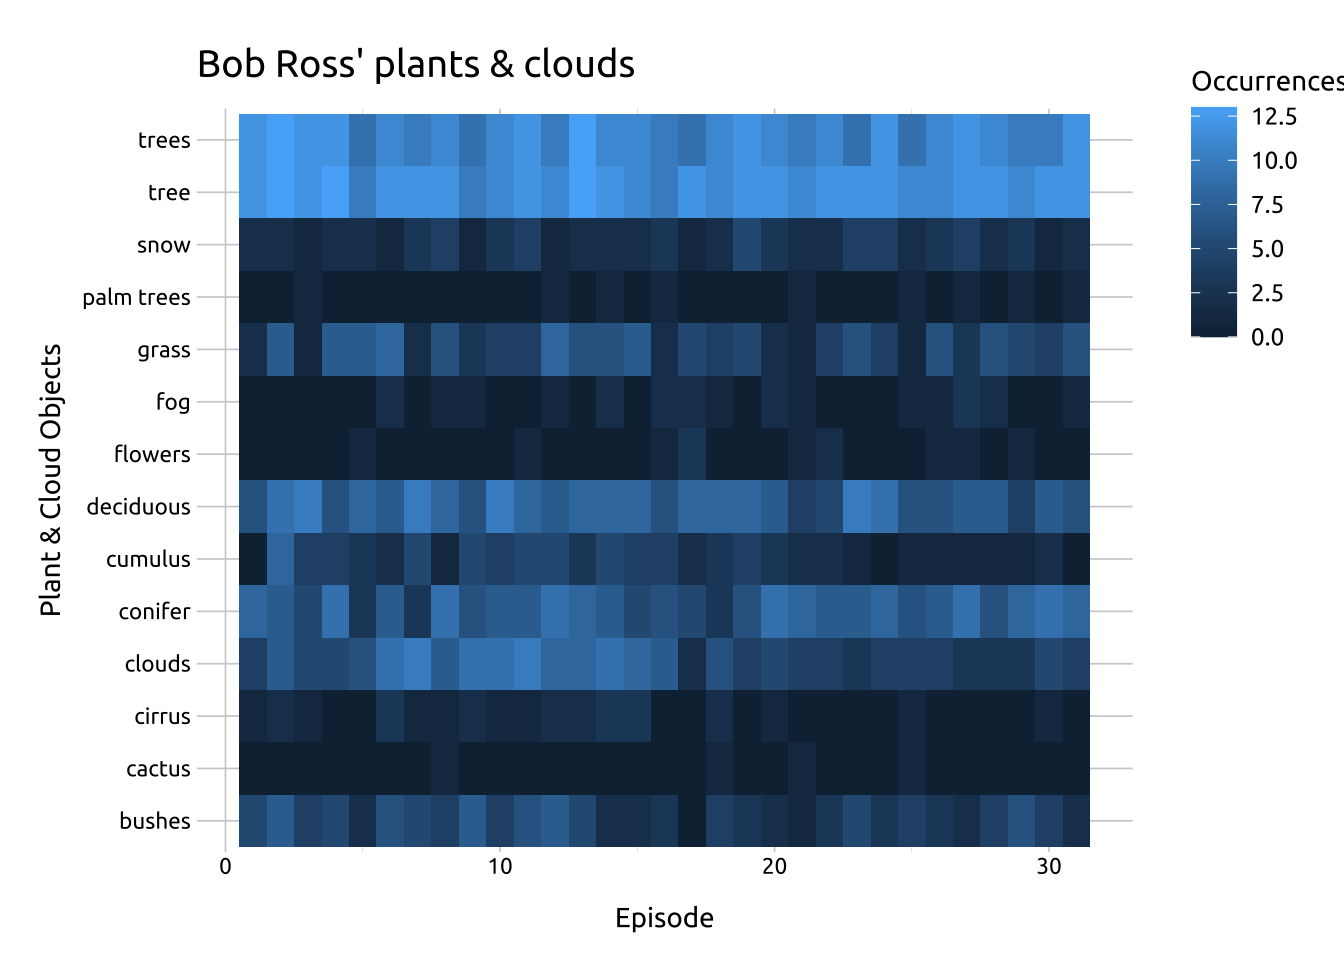 Bob Ross' plants & clouds
Occurrences
12.5
10.0
7.5
5.0
2.5
0.0
Plant & Cloud Objects
trees
tree
snow
palm trees
grass
fog
flowers
deciduous
cumulus
conifer
clouds
cirrus
cactus
bushes
0 10 20 30
Episode